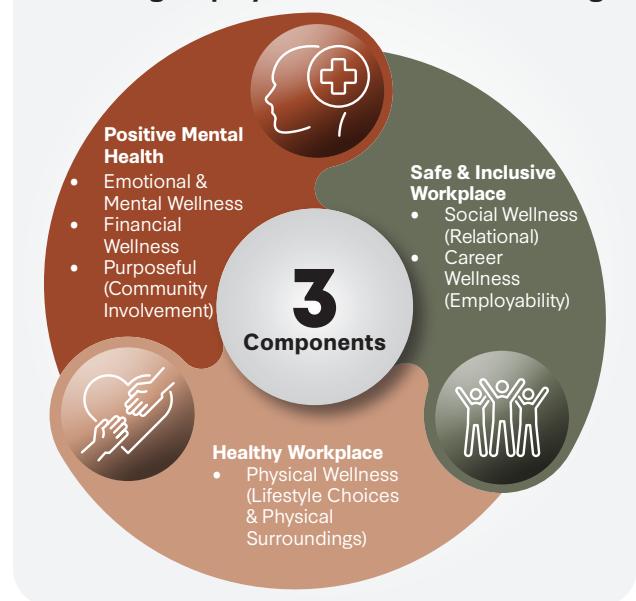 Positive Mental
Health
• Emotional &
Mental Wellness
• Financial
Wellness
• Purposeful
(Community
Involvement)
Safe & Inclusive
Workplace
• Social Wellness
(Relational)
• Career
Wellness
(Employability)
3
Components
Healthy Workplace
• Physical Wellness
(Lifestyle Choices
& Physical
Surroundings)